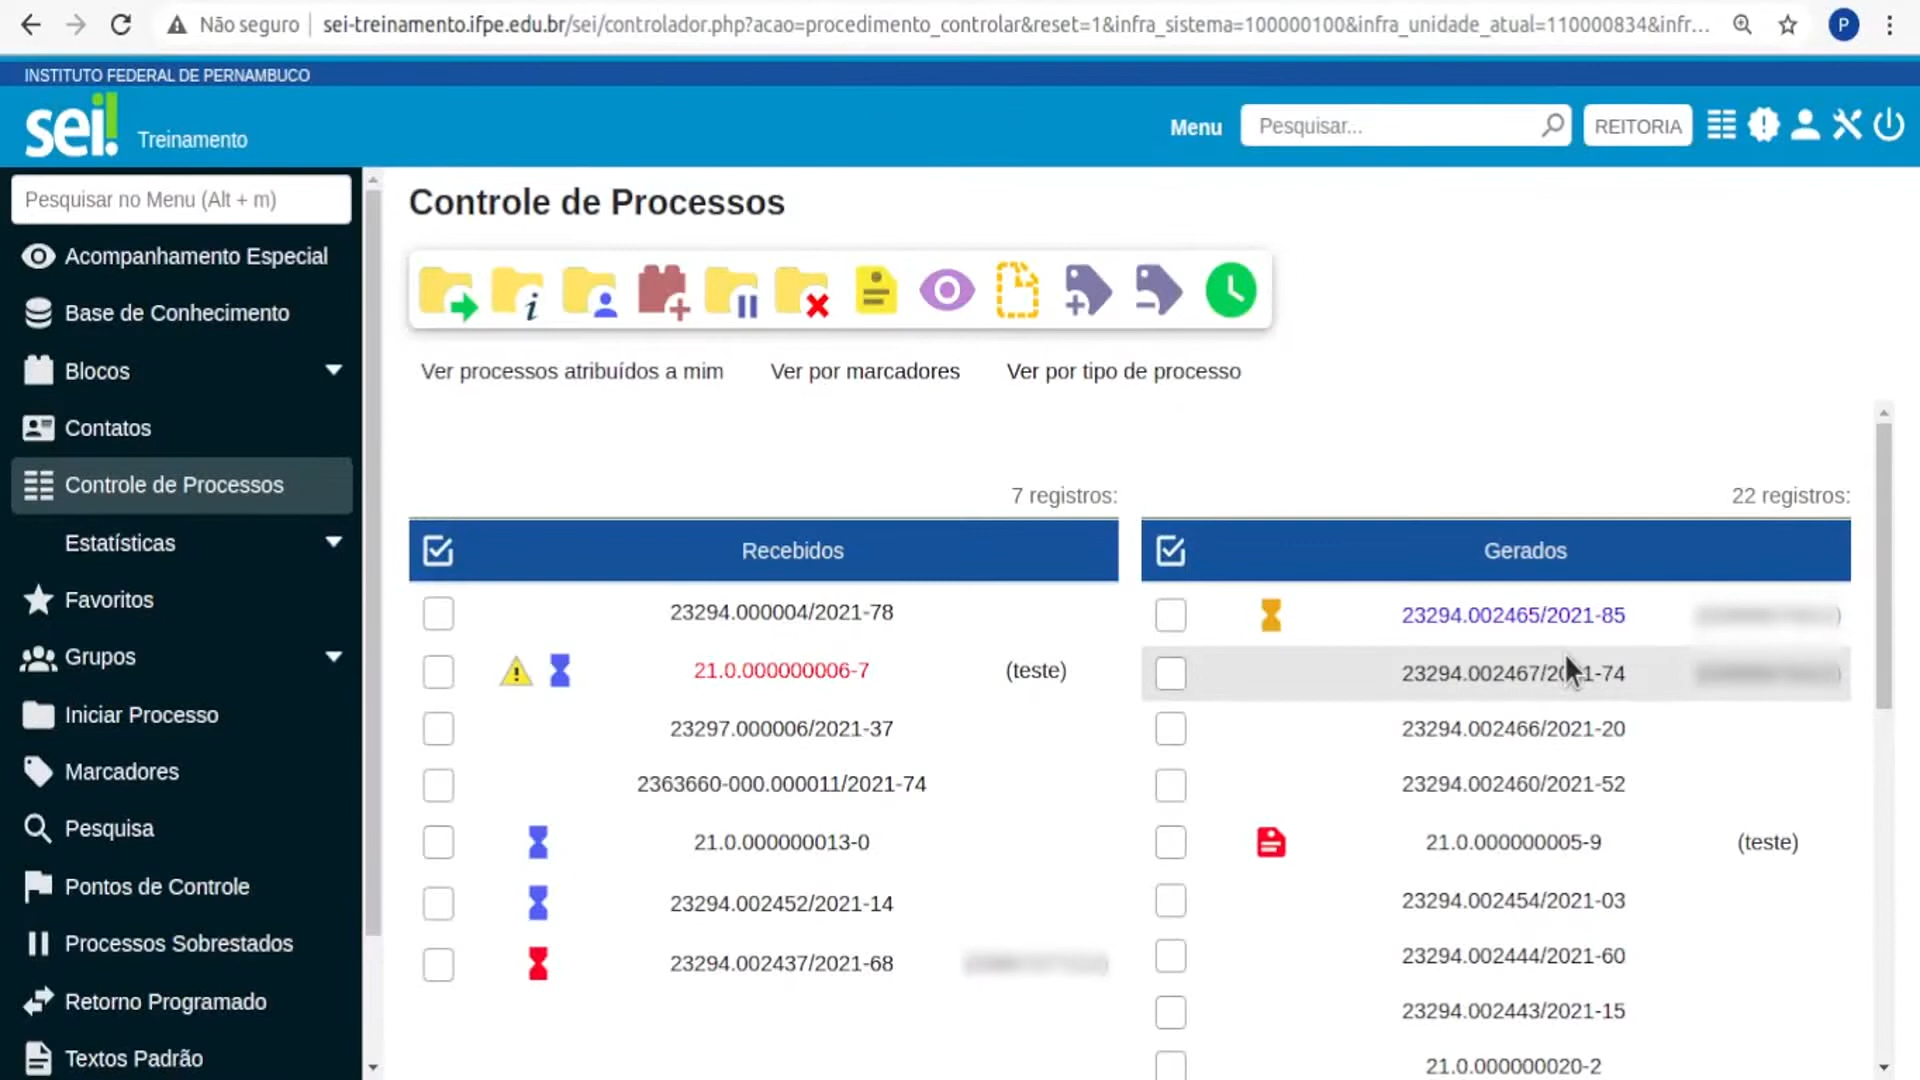 Não seguro
sei-treinamento.ifpe.edu.br/sei/controlador.php?acao=procedimento_controlar&reset=1&infra_sistema=100000100&infra_unidade_atual=110000834&infr...
P
INSTITUTO FEDERAL DE PERNAMBUCO
sei! Treinamento
Menu
Pesquisar...
REITORIA
Pesquisar no Menu (Alt + m)
Acompanhamento Especial
Base de Conhecimento
Blocos
Contatos
Controle de Processos
Estatísticas
Favoritos
Grupos
Iniciar Processo
Marcadores
Pesquisa
Pontos de Controle
Processos Sobrestados
Retorno Programado
Textos Padrão
Controle de Processos
Ver processos atribuídos a mim
Ver por marcadores
Ver por tipo de processo
7 registros:
Recebidos
23294.000004/2021-78
21.0.000000006-7 (teste)
23297.000006/2021-37
2363660-000.000011/2021-74
21.0.000000013-0
23294.002452/2021-14
23294.002437/2021-68
22 registros:
Gerados
23294.002465/2021-85
23294.002467/2021-74
23294.002466/2021-20
23294.002460/2021-52
21.0.000000005-9 (teste)
23294.002454/2021-03
23294.002444/2021-60
23294.002443/2021-15
21.0.000000020-2